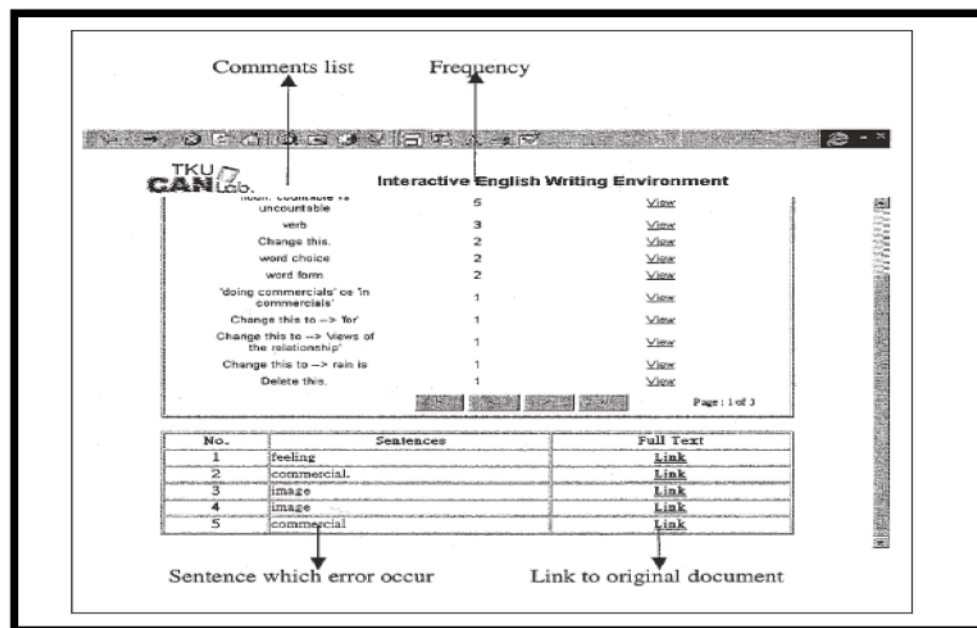 Comments list Frequency
TKU
CAN Lab. Interactive English Writing Environment
noun: countable vs uncountable 5 View
verb 3 View
Change this. 2 View
word choice 2 View
word form 2 View
'doing commercials' oe 'in commercials' 1 View
Change this to --> 'for' 1 View
Change this to --> 'Views of the relationship' 1 View
Change this to --> rain is 1 View
Delete this. 1 View
Page : 1 of 3
No. Sentences Full Text
1 feeling Link
2 commercial. Link
3 image Link
4 image Link
5 commercial Link
Sentence which error occur Link to original document